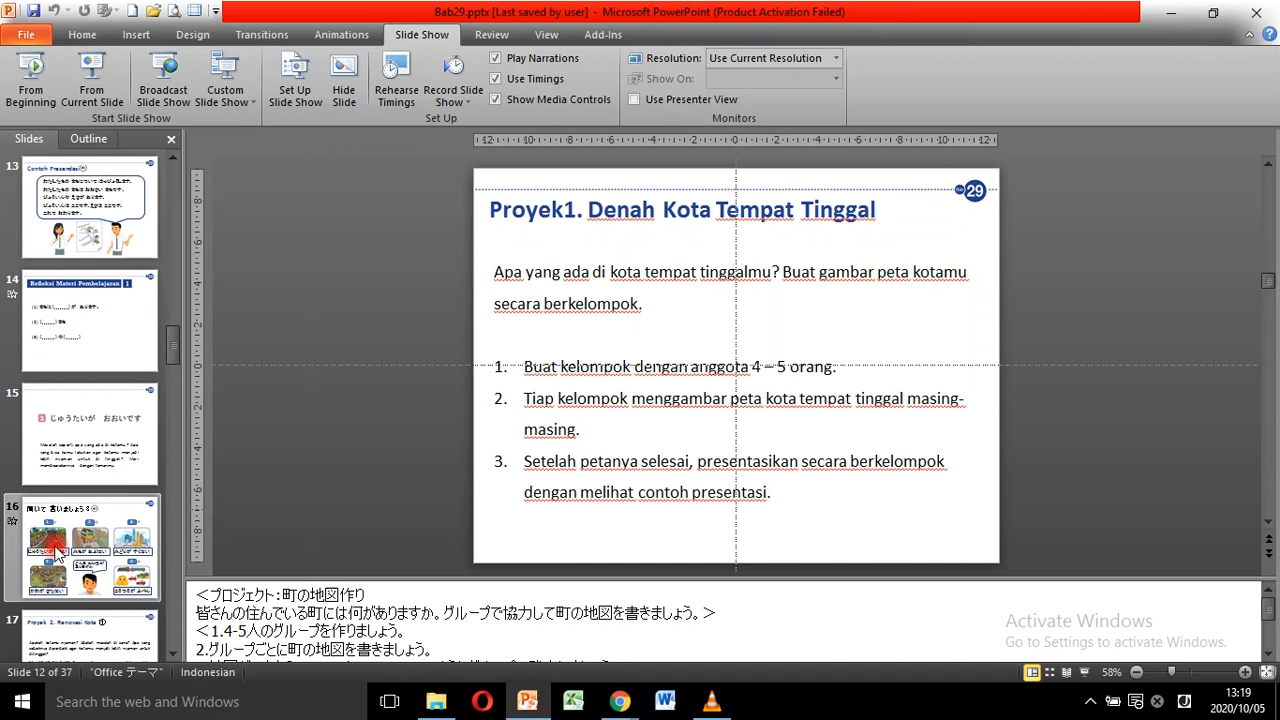 Bab29.pptx [Last saved by user] - Microsoft PowerPoint (Product Activation Failed)
File Home Insert Design Transitions Animations Slide Show Review View Add-Ins
From Beginning
From Current Slide
Broadcast Slide Show
Custom Slide Show
Set Up Slide Show
Hide Slide
Rehearse Timings
Record Slide Show
Play Narrations
Use Timings
Show Media Controls
Resolution: Use Current Resolution
Show On:
Use Presenter View
Start Slide Show
Set Up
Monitors
Slides Outline
13
Contoh Presentasi
14
Refleksi Materi Pembelajaran 1
15
じゅうたいが おおいです
16
聞いて 言いましょう
17
Proyek 2. Renovasi Kota ①
Bab 29
Proyek1. Denah Kota Tempat Tinggal
Apa yang ada di kota tempat tinggalmu? Buat gambar peta kotamu
secara berkelompok.
1. Buat kelompok dengan anggota 4 – 5 orang.
2. Tiap kelompok menggambar peta kota tempat tinggal masing-
masing.
3. Setelah petanya selesai, presentasikan secara berkelompok
dengan melihat contoh presentasi.
＜プロジェクト：町の地図作り
皆さんの住んでいる町には何がありますか。グループで協力して町の地図を書きましょう。＞
＜1.4-5人のグループを作りましょう。
2.グループごとに町の地図を書きましょう。
Activate Windows
Go to Settings to activate Windows.
Slide 12 of 37 "Office テーマ" Indonesian 58%
Type here to search Windows
13:19
2020/10/05